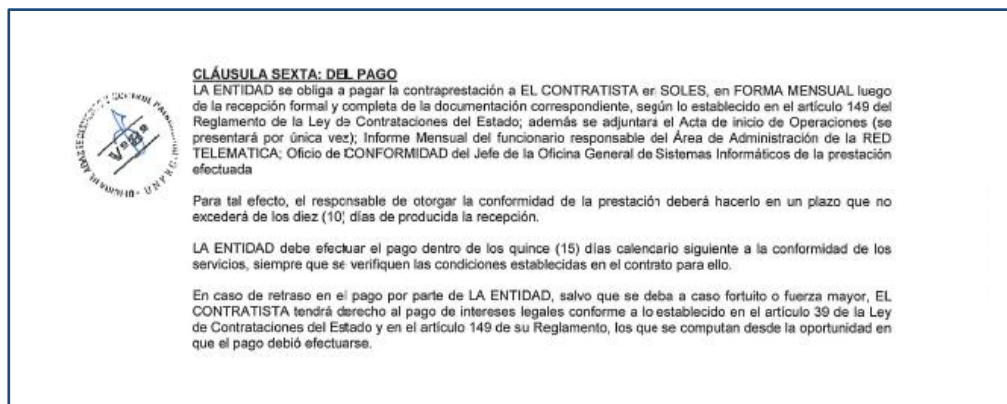 CLÁUSULA SEXTA: DEL PAGO
LA ENTIDAD se obliga a pagar la contraprestación a EL CONTRATISTA en SOLES, en FORMA MENSUAL luego
de la recepción formal y completa de la documentación correspondiente, según lo establecido en el artículo 149 del
Reglamento de la Ley de Contrataciones del Estado; además se adjuntara el Acta de inicio de Operaciones (se
presentará por única vez); Informe Mensual del funcionario responsable del Área de Administración de la RED
TELEMATICA; Oficio de CONFORMIDAD del Jefe de la Oficina General de Sistemas Informáticos de la prestación
efectuada
Para tal efecto, el responsable de otorgar la conformidad de la prestación deberá hacerlo en un plazo que no
excederá de los diez (10) días de producida la recepción.
LA ENTIDAD debe efectuar el pago dentro de los quince (15) días calendario siguiente a la conformidad de los
servicios, siempre que se verifiquen las condiciones establecidas en el contrato para ello.
En caso de retraso en el pago por parte de LA ENTIDAD, salvo que se deba a caso fortuito o fuerza mayor, EL
CONTRATISTA tendrá derecho al pago de intereses legales conforme a lo establecido en el artículo 39 de la Ley
de Contrataciones del Estado y en el artículo 149 de su Reglamento, los que se computan desde la oportunidad en
que el pago debió efectuarse.